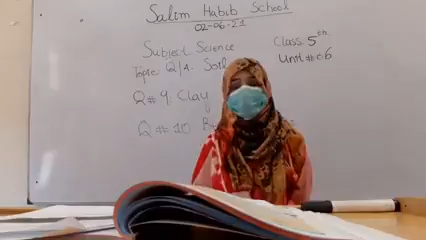 Salim Habib School
02-06-21
Subject: Science
Class: 5th
Topic: Q/A. Soil
Unit # 06
Q# 9: Clay
Q # 10: